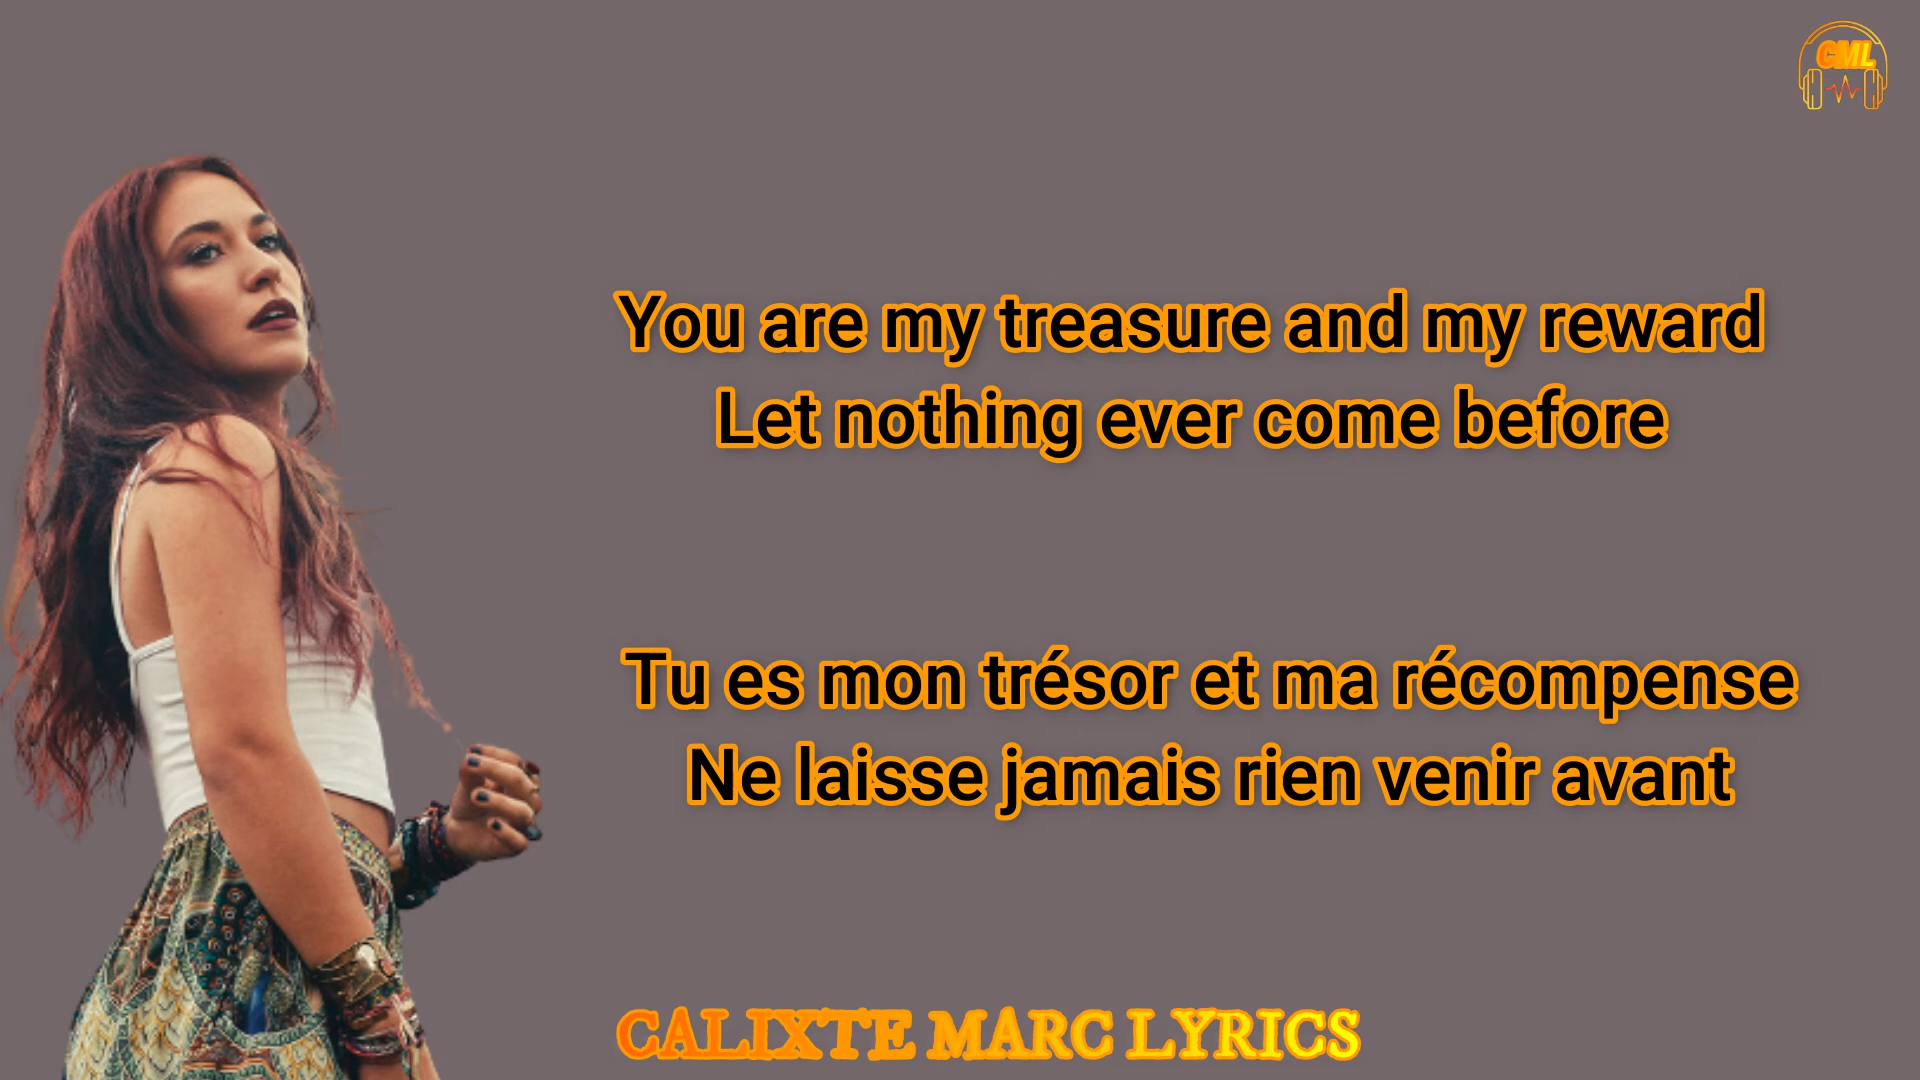 CML
You are my treasure and my reward
Let nothing ever come before
Tu es mon trésor et ma récompense
Ne laisse jamais rien venir avant
CALIXTE MARC LYRICS